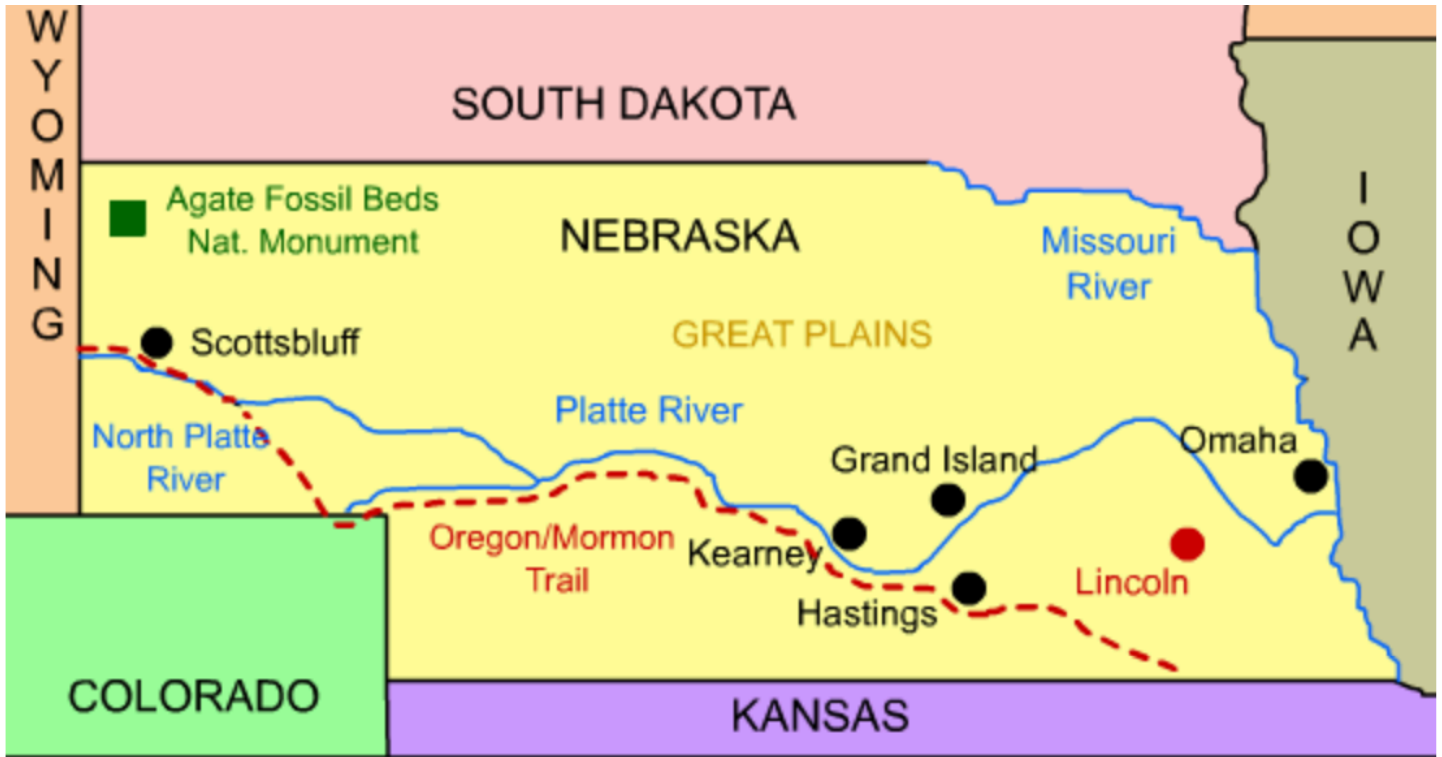 WYOMING
SOUTH DAKOTA
Agate Fossil Beds
Nat. Monument
NEBRASKA
Missouri
River
IOWA
Scottsbluff
GREAT PLAINS
North Platte
River
Platte River
Grand Island
Omaha
Oregon/Mormon
Trail
Kearney
Hastings
Lincoln
COLORADO
KANSAS